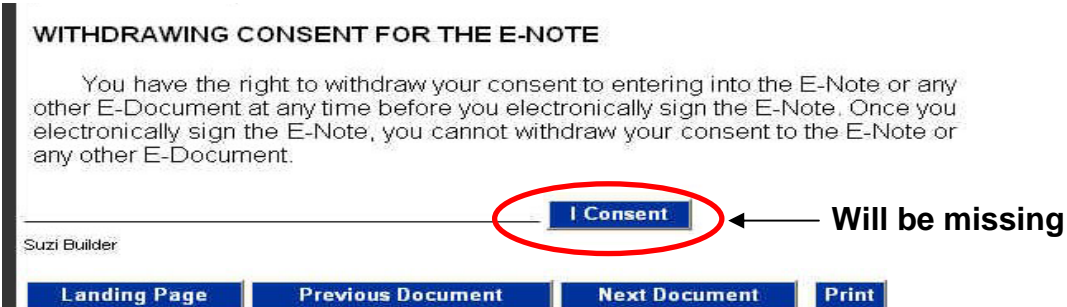 WITHDRAWING CONSENT FOR THE E-NOTE
You have the right to withdraw your consent to entering into the E-Note or any
other E-Document at any time before you electronically sign the E-Note. Once you
electronically sign the E-Note, you cannot withdraw your consent to the E-Note or
any other E-Document.
I Consent
Will be missing
Suzi Builder
Landing Page Previous Document Next Document Print